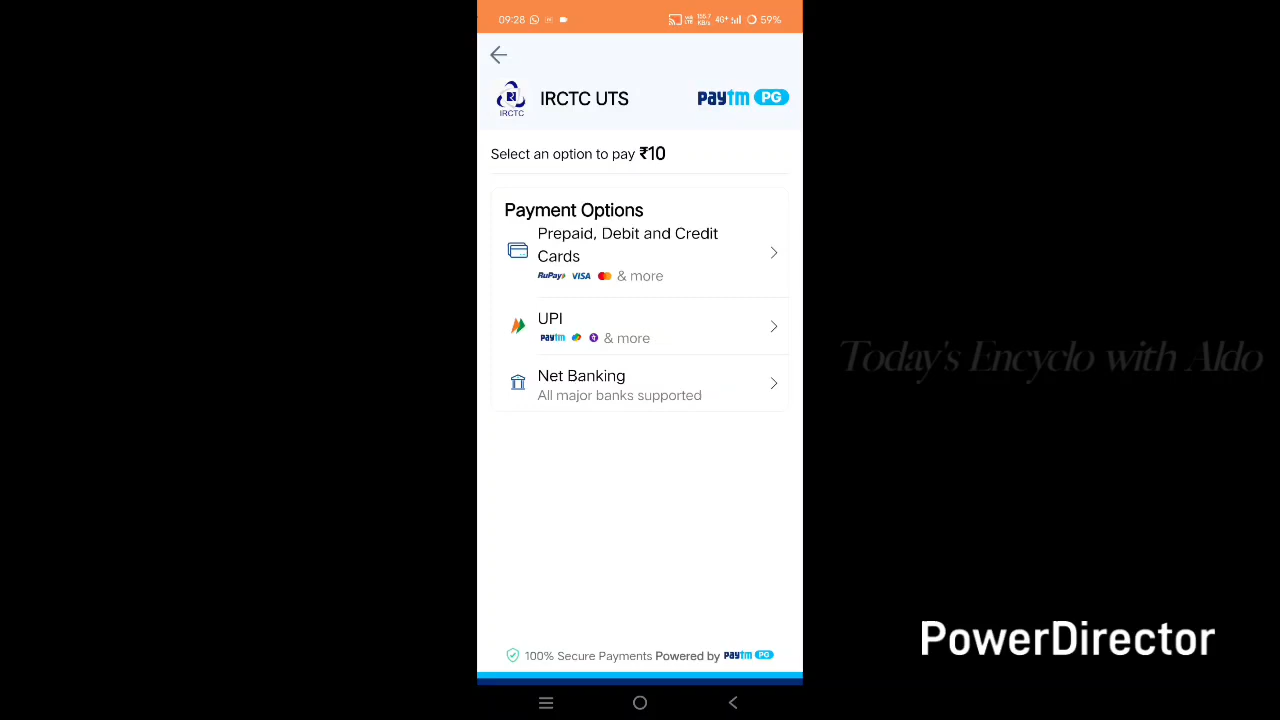 09:28 59%
4G+
IRCTC
IRCTC UTS
paytm PG
Select an option to pay ₹10
Payment Options
Prepaid, Debit and Credit
Cards
RuPay VISA & more
UPI
paytm & more
Net Banking
All major banks supported
Today's Encyclo with Aldo
PowerDirector
100% Secure Payments Powered by paytm PG